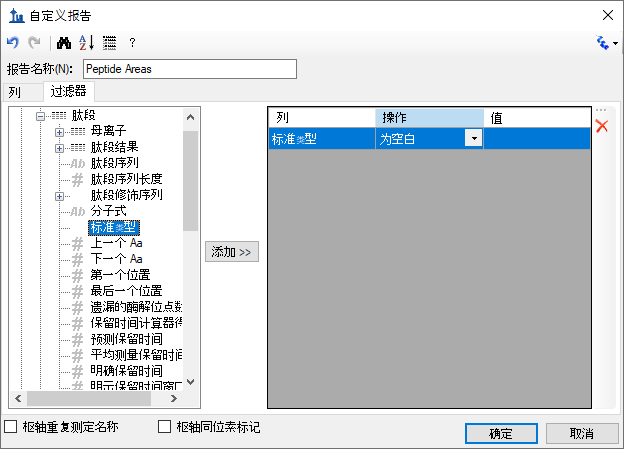 自定义报告
报告名称(N): Peptide Areas
列 过滤器
肽段
母离子
肽段结果
Ab 肽段序列
# 肽段序列长度
肽段修饰序列
Ab 分子式
标准类型
# 上一个 Aa
# 下一个 Aa
# 第一个位置
# 最后一个位置
# 遗漏的酶解位点数
# 保留时间计算器得
# 预测保留时间
# 平均测量保留时间
# 明确保留时间
# 明示保留时间窗口
添加 >>
列 操作 值
标准类型 为空白
枢轴重复测定名称 枢轴同位素标记
确定 取消